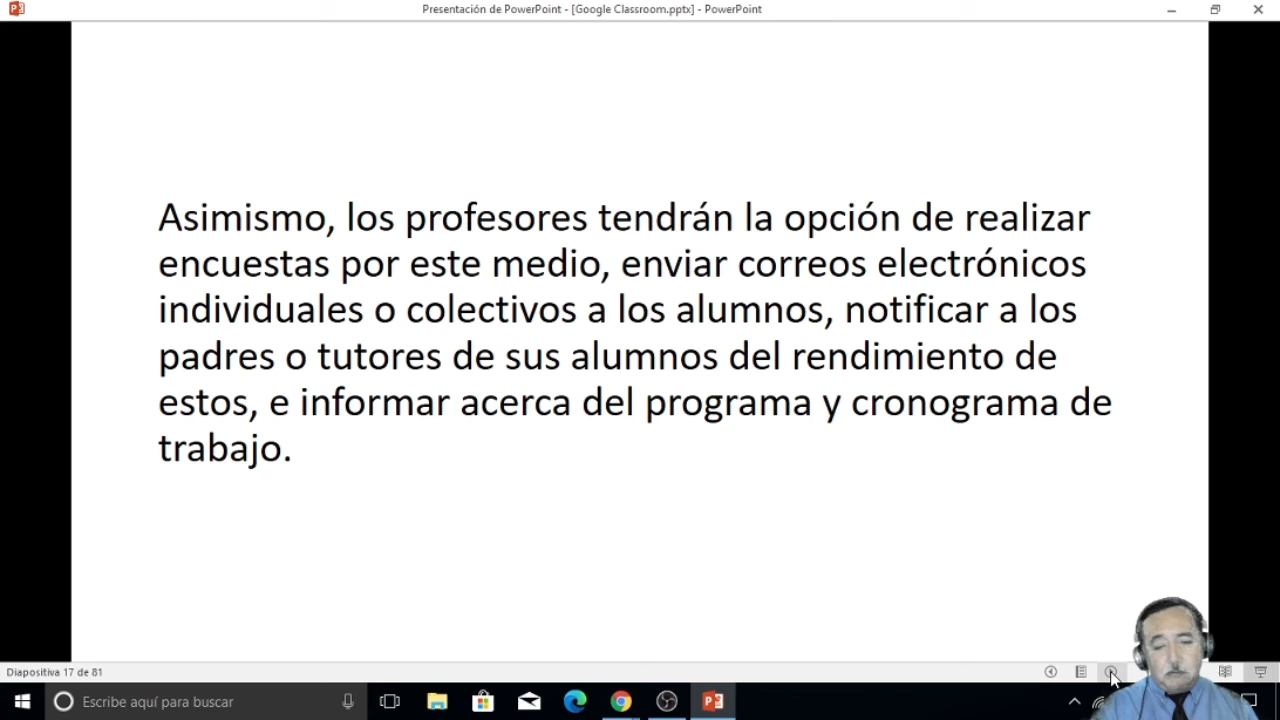 Presentación de PowerPoint - [Google Classroom.pptx] - PowerPoint
Asimismo, los profesores tendrán la opción de realizar
encuestas por este medio, enviar correos electrónicos
individuales o colectivos a los alumnos, notificar a los
padres o tutores de sus alumnos del rendimiento de
estos, e informar acerca del programa y cronograma de
trabajo.
Diapositiva 17 de 81
Escribe aquí para buscar